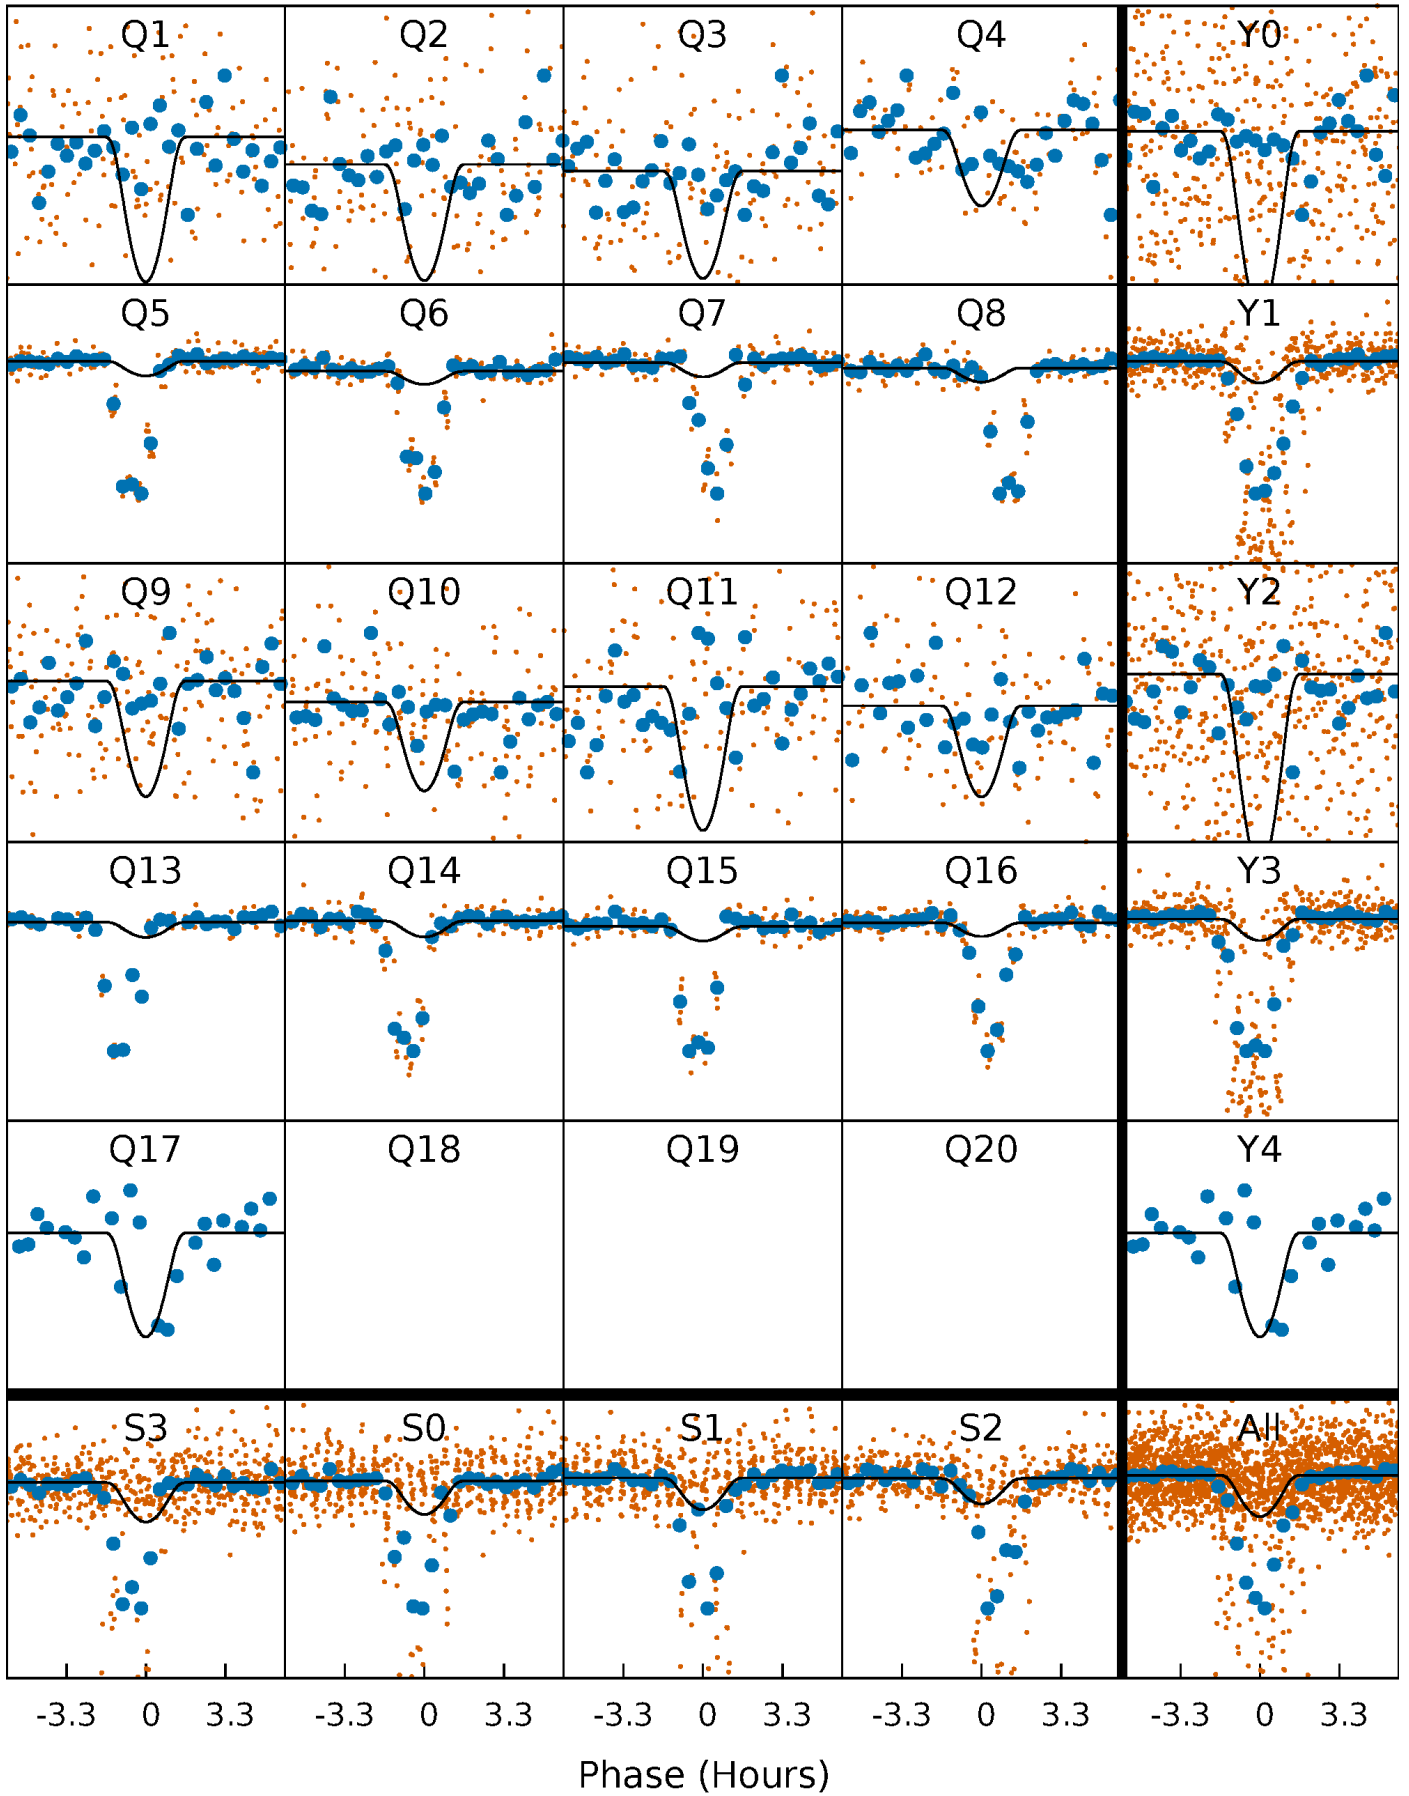 Q1 Q2 Q3 Q4 Y0
Q5 Q6 Q7 Q8 Y1
Q9 Q10 Q11 Q12 Y2
Q13 Q14 Q15 Q16 Y3
Q17 Q18 Q19 Q20 Y4
S3 S0 S1 S2 All
-3.3 0 3.3 -3.3 0 3.3 -3.3 0 3.3 -3.3 0 3.3 -3.3 0 3.3
Phase (Hours)